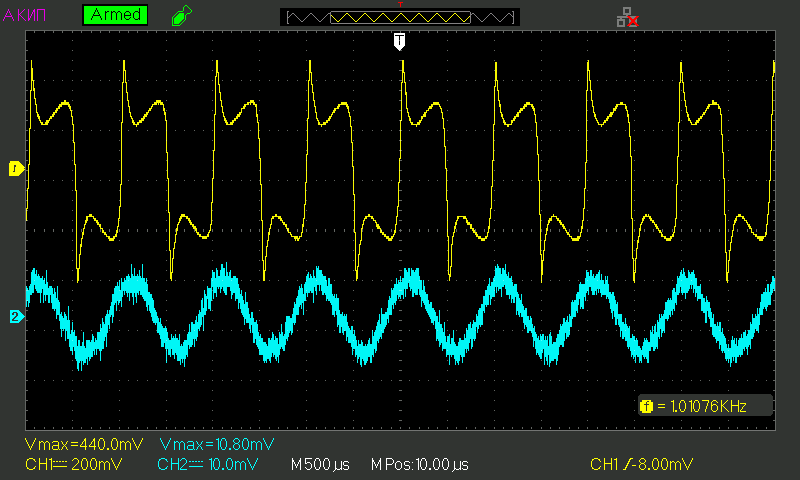 АКИП Armed
T
1
2
f = 1.01076KHz
Vmax=440.0mV Vmax=10.80mV
CH1 200mV CH2 10.0mV M 500µs M Pos:10.00µs CH1 -8.00mV